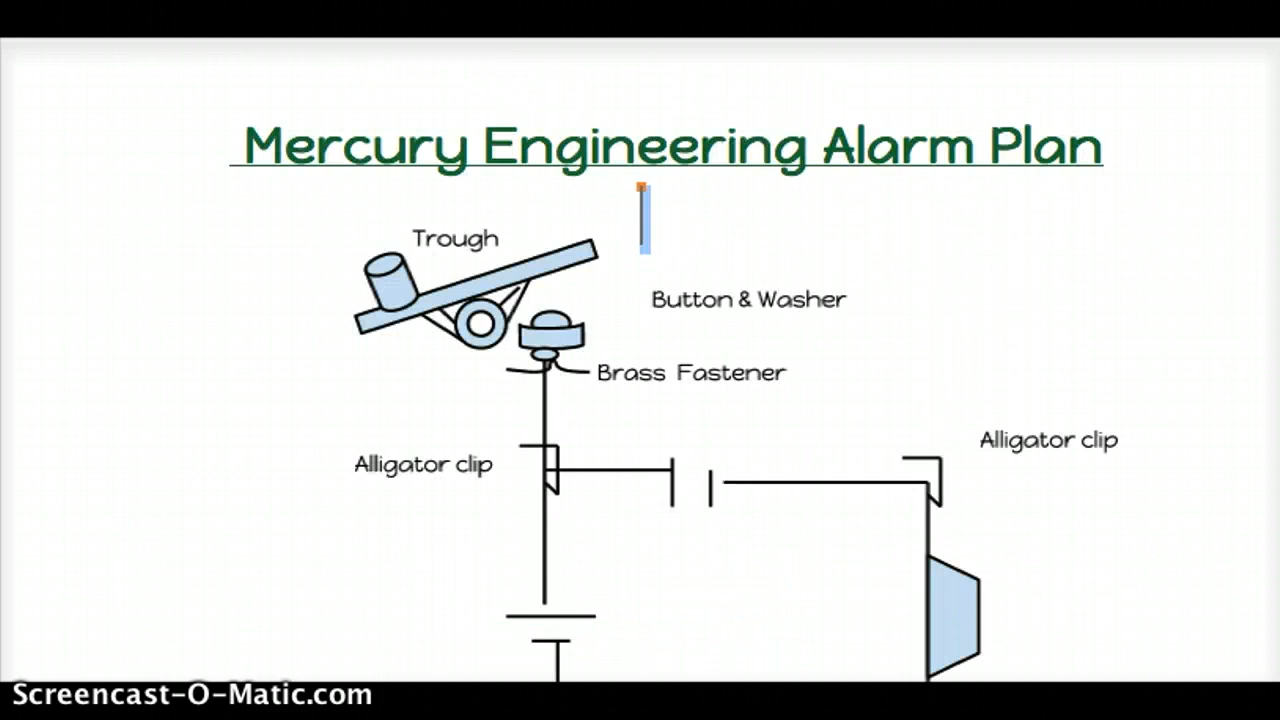 Mercury Engineering Alarm Plan
Trough
Button & Washer
Brass Fastener
Alligator clip
Alligator clip
Screencast-O-Matic.com